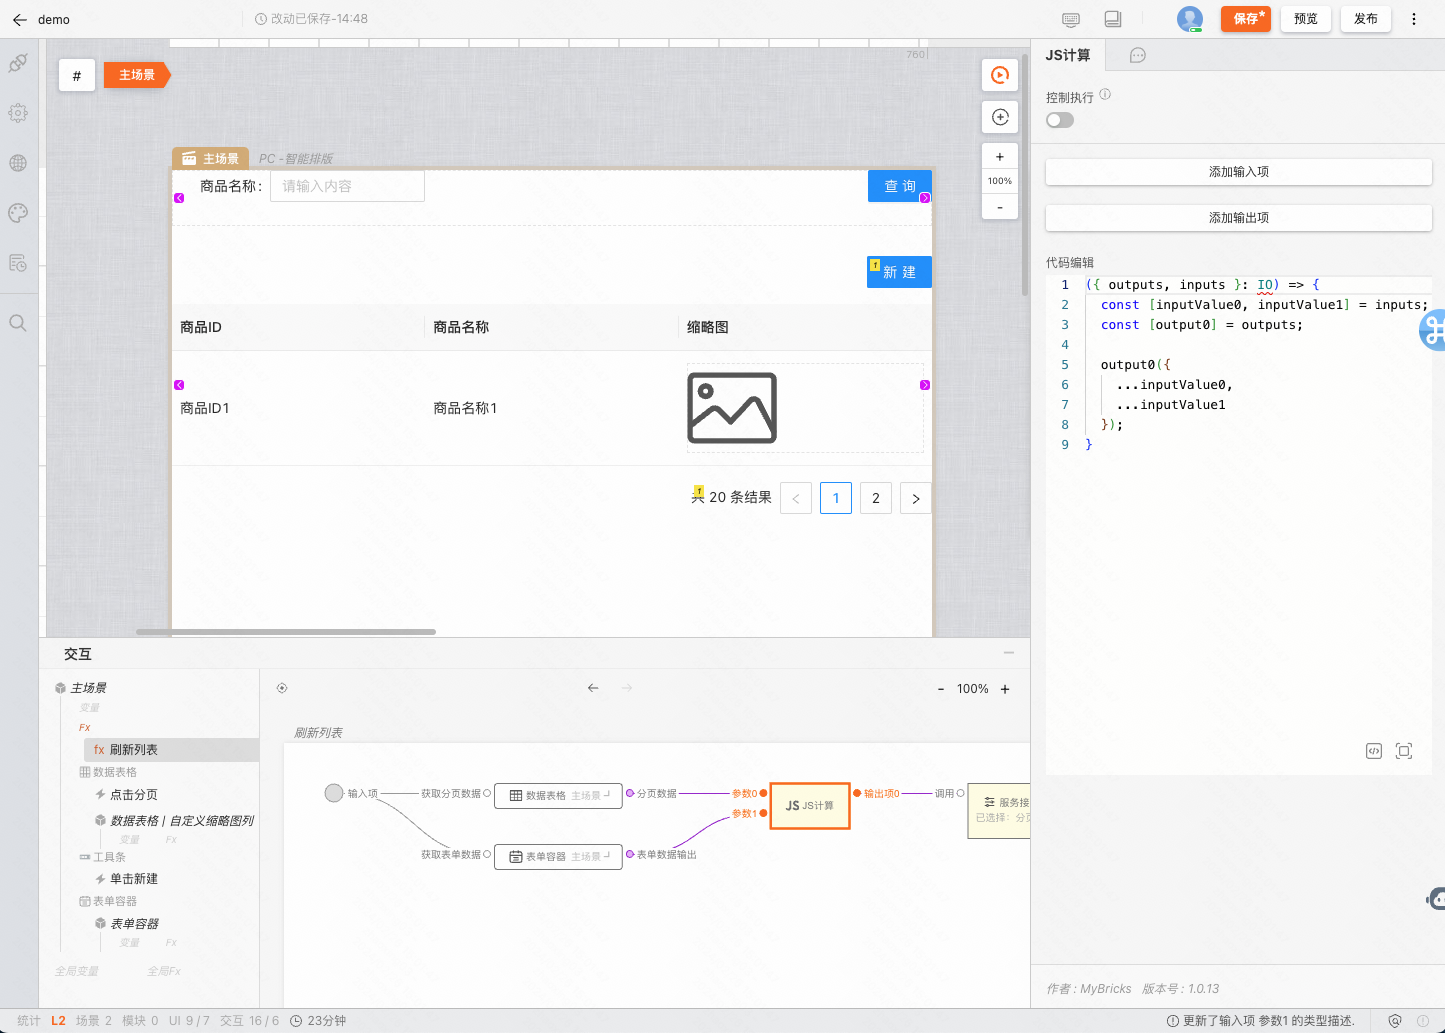 demo
改动已保存-14:48
保存*
预览
发布
#
主场景
760
主场景
PC -智能排版
商品名称：
请输入内容
查 询
新 建
商品ID
商品名称
缩略图
商品ID1
商品名称1
共 20 条结果
1
2
+
100%
-
交互
主场景
变量
Fx
fx 刷新列表
数据表格
点击分页
数据表格 | 自定义缩略图列
变量
Fx
工具条
单击新建
表单容器
表单容器
变量
Fx
全局变量
全局Fx
- 100% +
刷新列表
输入项
获取分页数据
数据表格 主场景
分页数据
参数0
参数1
JS JS计算
输出项0
调用
服务接
已选择：分页
获取表单数据
表单容器 主场景
表单数据输出
JS计算
控制执行
添加输入项
添加输出项
代码编辑
1 ({ outputs, inputs }: IO) => {
2 const [inputValue0, inputValue1] = inputs;
3 const [output0] = outputs;
4
5 output0({
6 ...inputValue0,
7 ...inputValue1
8 });
9 }
作者 : MyBricks 版本号 : 1.0.13
统计 L2 场景 2 模块 0 UI 9 / 7 交互 16 / 6 23分钟
更新了输入项 参数1 的类型描述.